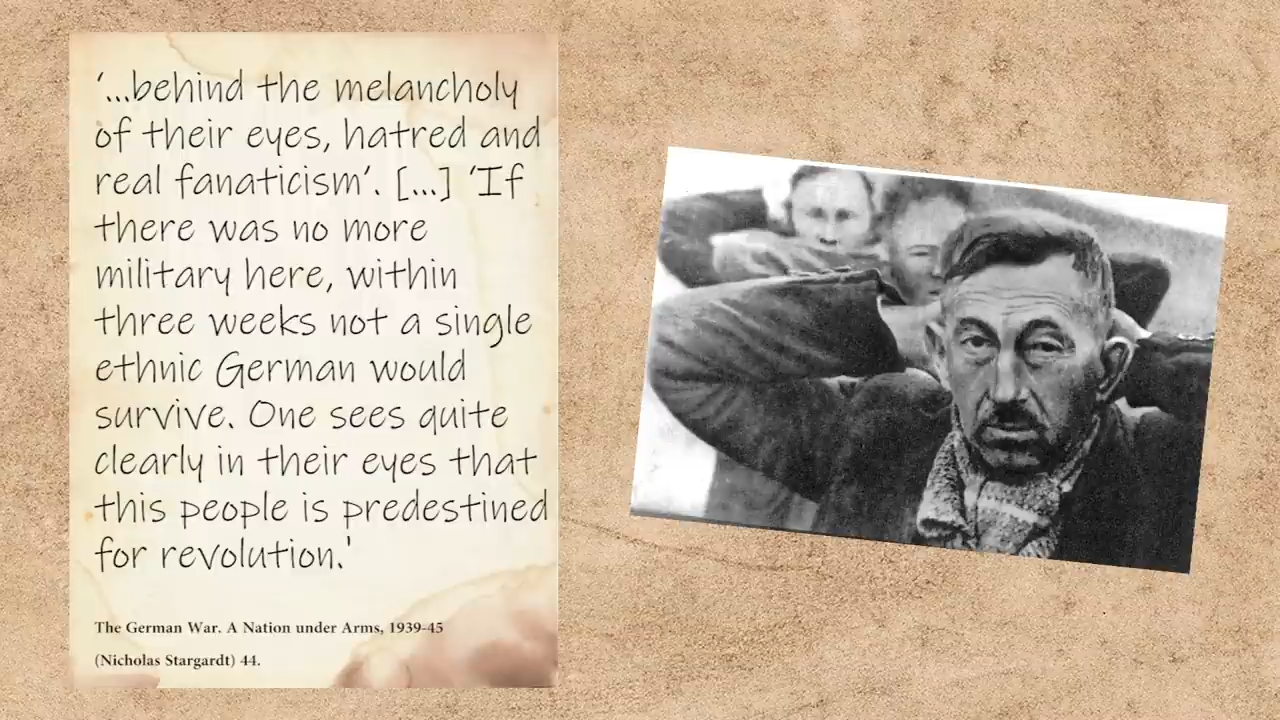 ‘...behind the melancholy
of their eyes, hatred and
real fanaticism’. [...] ‘If
there was no more
military here, within
three weeks not a single
ethnic German would
survive. One sees quite
clearly in their eyes that
this people is predestined
for revolution.'
The German War. A Nation under Arms, 1939-45
(Nicholas Stargardt) 44.